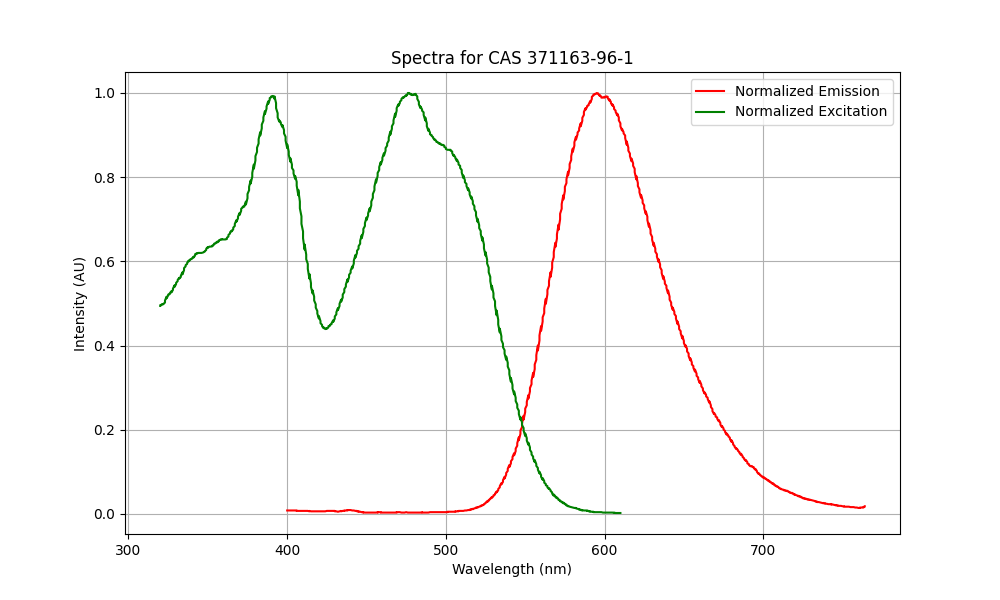 Spectra for CAS 371163-96-1
Normalized Emission
Normalized Excitation
1.0
0.8
0.6
0.4
0.2
0.0
Intensity (AU)
300 400 500 600 700
Wavelength (nm)